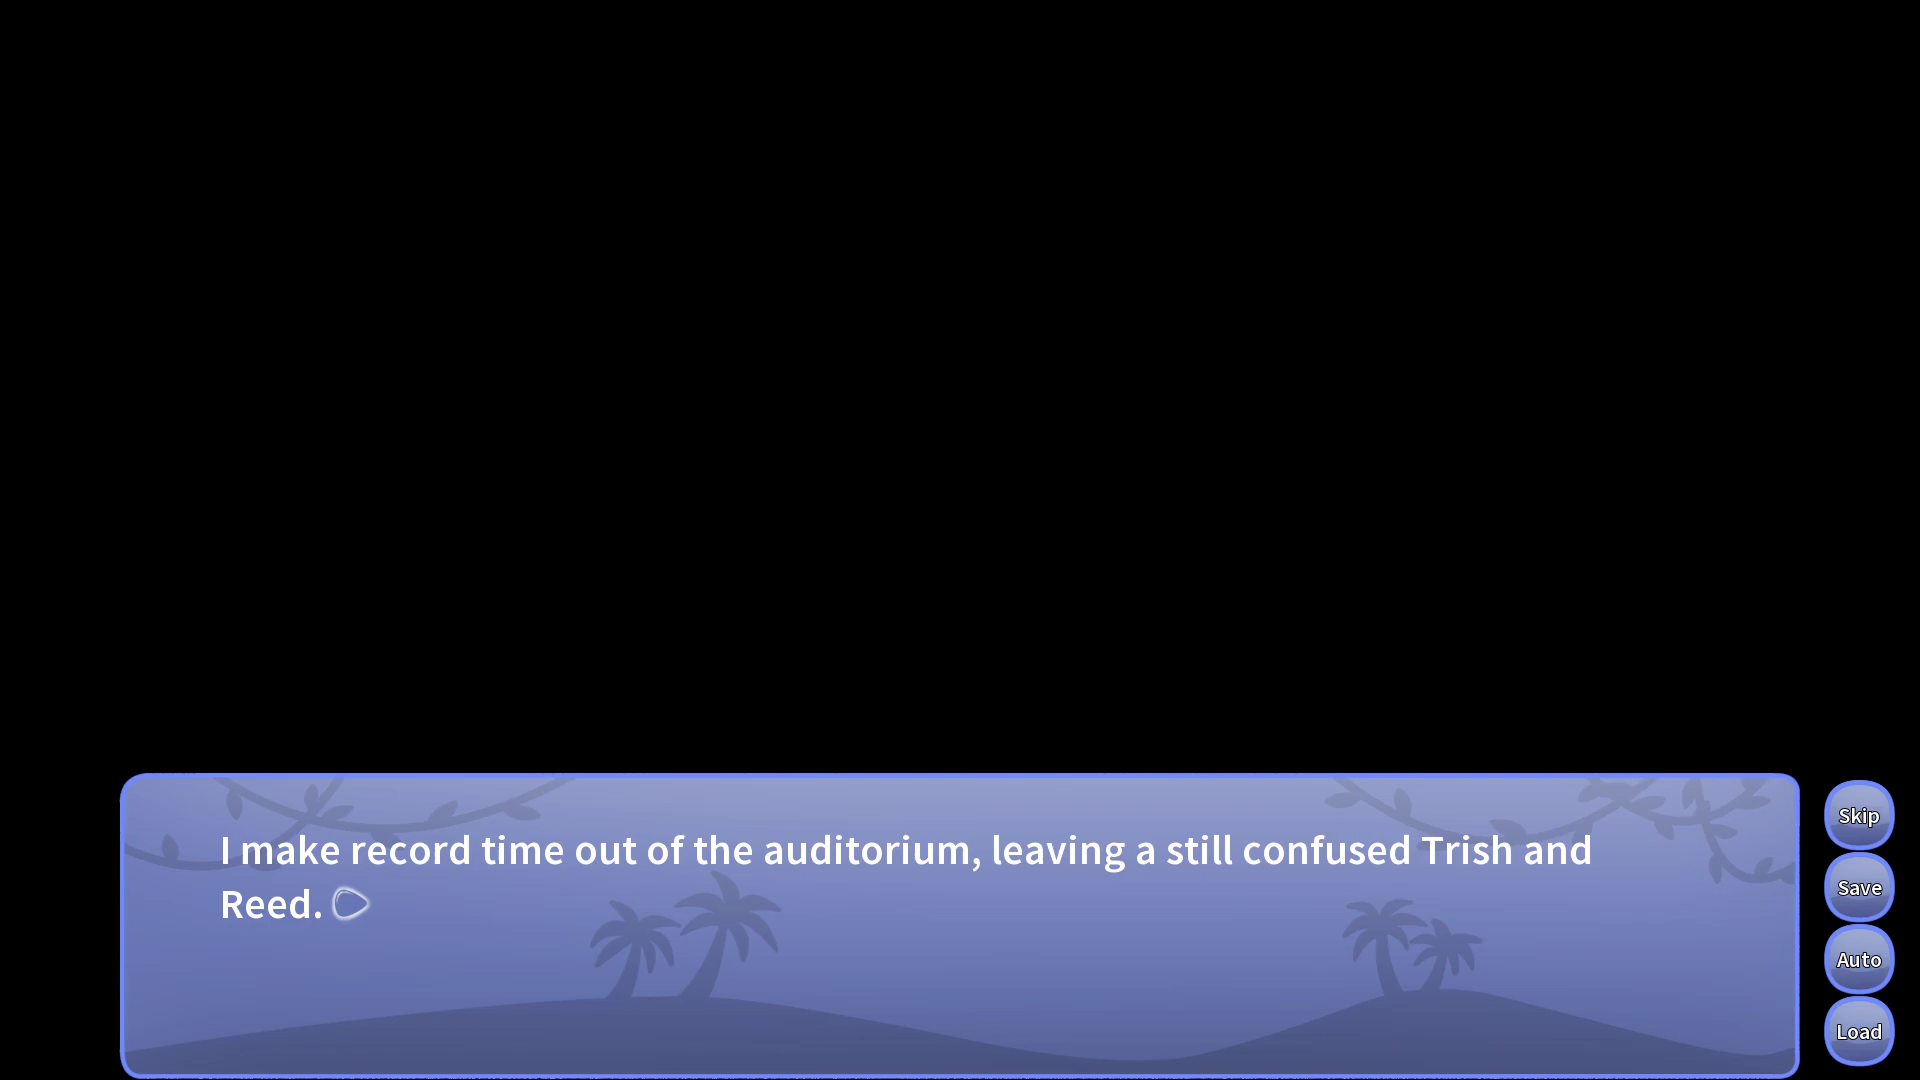 I make record time out of the auditorium, leaving a still confused Trish and
Reed.
Skip
Save
Auto
Load